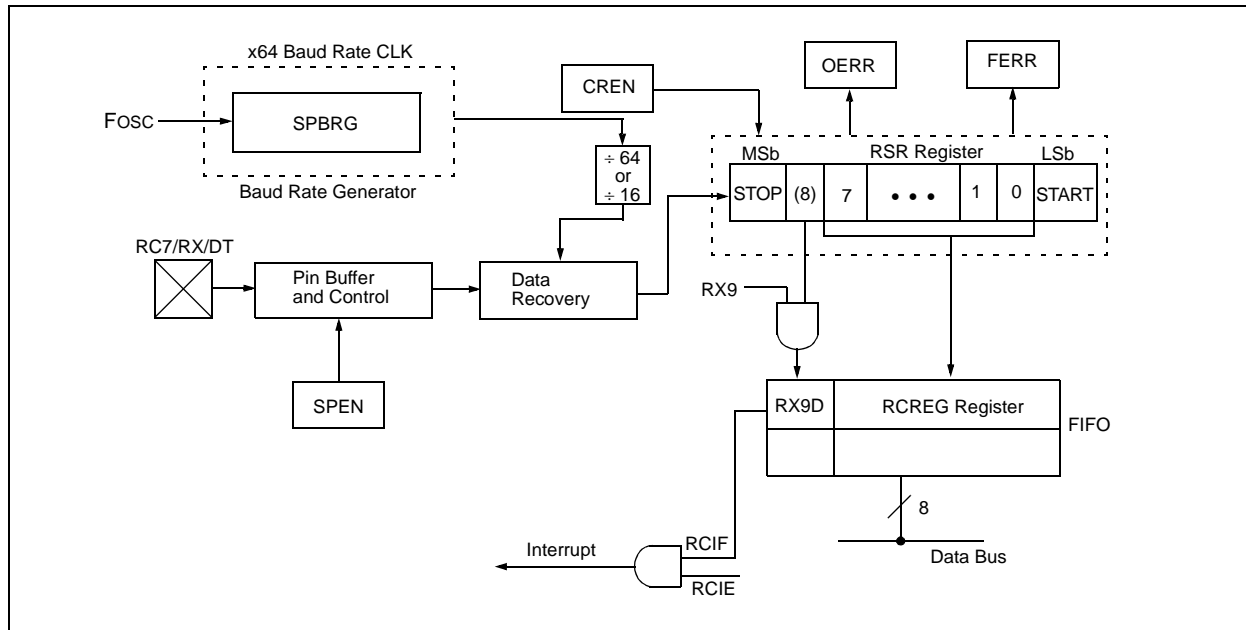 x64 Baud Rate CLK
FOSC
SPBRG
Baud Rate Generator
CREN
OERR
FERR
÷ 64
or
÷ 16
MSb
RSR Register
LSb
STOP
(8)
7
• • •
1
0
START
RC7/RX/DT
Pin Buffer
and Control
Data
Recovery
SPEN
RX9
RX9D
RCREG Register
FIFO
8
Data Bus
Interrupt
RCIF
RCIE